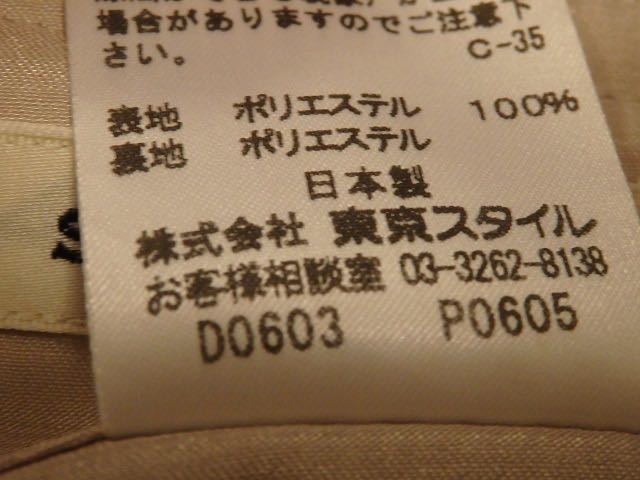 場合がありますのでご注意下
さい。 C-35
表地 ポリエステル 100%
裏地 ポリエステル
日本製
株式会社 東京スタイル
お客様相談室 03-3262-8138
D0603 P0605
S